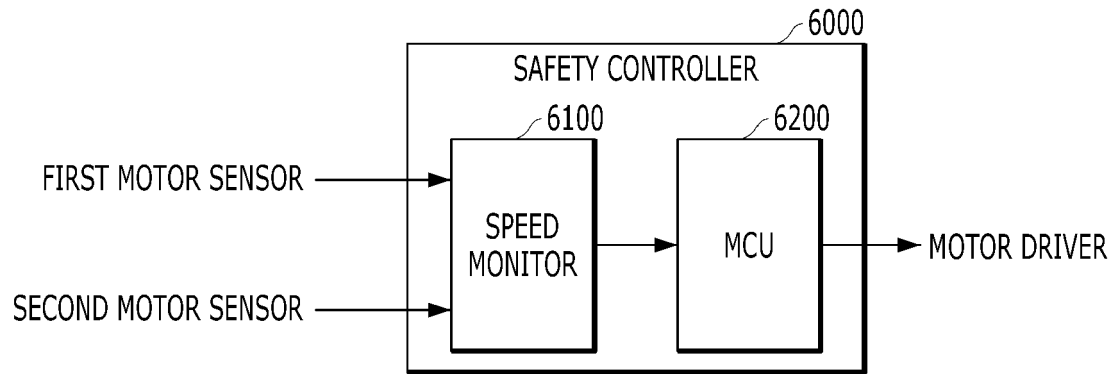 6000
SAFETY CONTROLLER
6100
6200
FIRST MOTOR SENSOR
SPEED
MONITOR
MCU
MOTOR DRIVER
SECOND MOTOR SENSOR